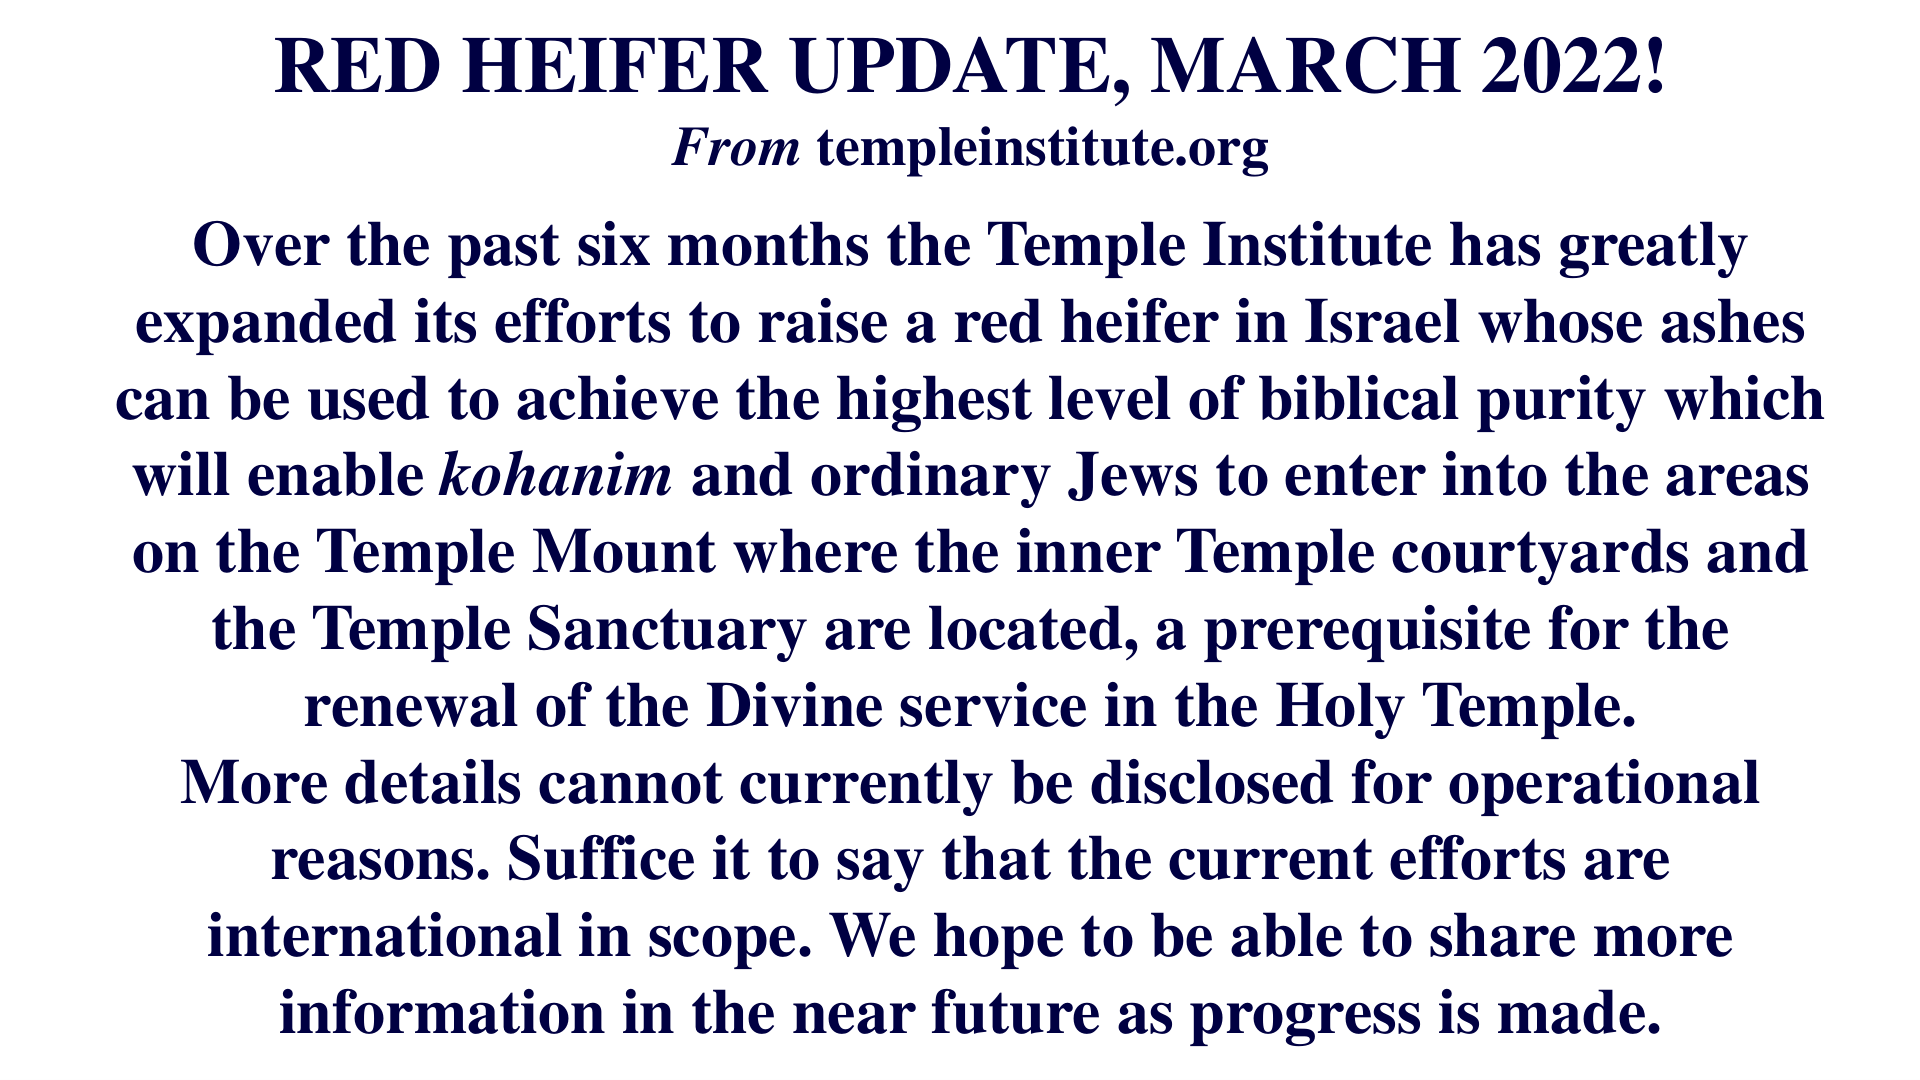 RED HEIFER UPDATE, MARCH 2022!
From templeinstitute.org
Over the past six months the Temple Institute has greatly
expanded its efforts to raise a red heifer in Israel whose ashes
can be used to achieve the highest level of biblical purity which
will enable kohanim and ordinary Jews to enter into the areas
on the Temple Mount where the inner Temple courtyards and
the Temple Sanctuary are located, a prerequisite for the
renewal of the Divine service in the Holy Temple.
More details cannot currently be disclosed for operational
reasons. Suffice it to say that the current efforts are
international in scope. We hope to be able to share more
information in the near future as progress is made.